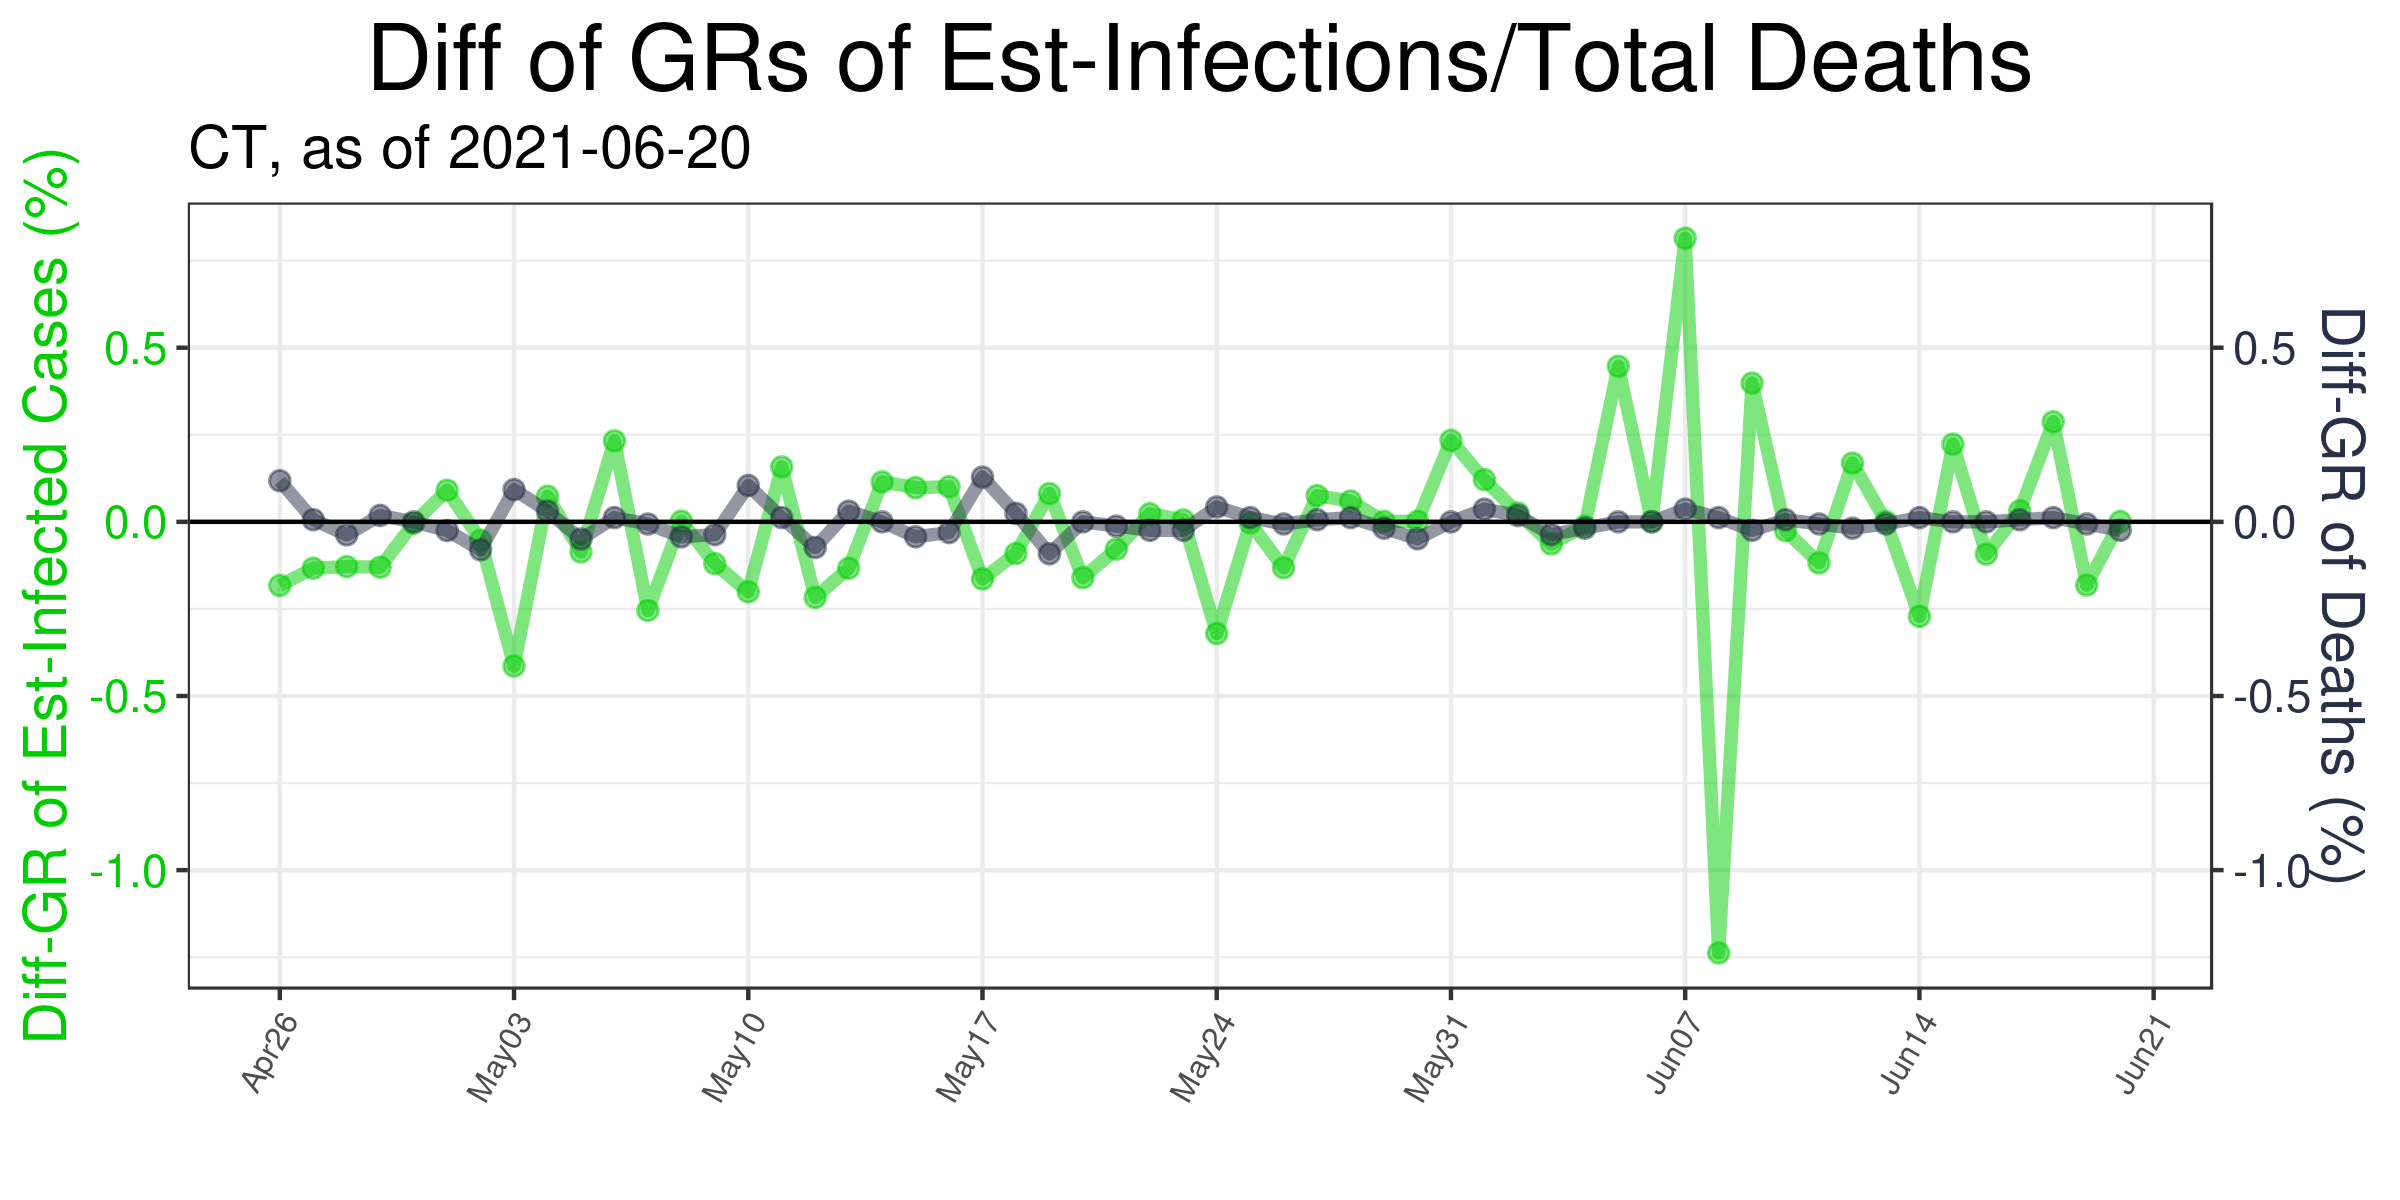 Diff of GRs of Est-Infections/Total Deaths
CT, as of 2021-06-20
Diff-GR of Est-Infected Cases (%)
0.5
0.0
-0.5
-1.0
0.5
0.0
-0.5
-1.0
Diff-GR of Deaths (%)
Apr26
May03
May10
May17
May24
May31
Jun07
Jun14
Jun21